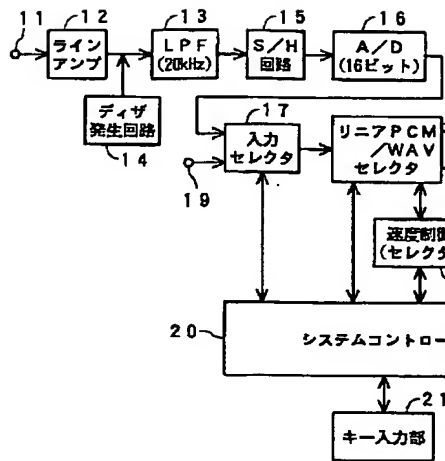 12
13
15
16
11
ライン
アンプ
LPF
(20kHz)
S/H
回路
A/D
(16ビット)
ディザ
発生回路
14
17
入力
セレクタ
リニアPCM
/WAV
セレクタ
19
速度制御
(セレクタ
20
システムコントロー
21
キー入力部